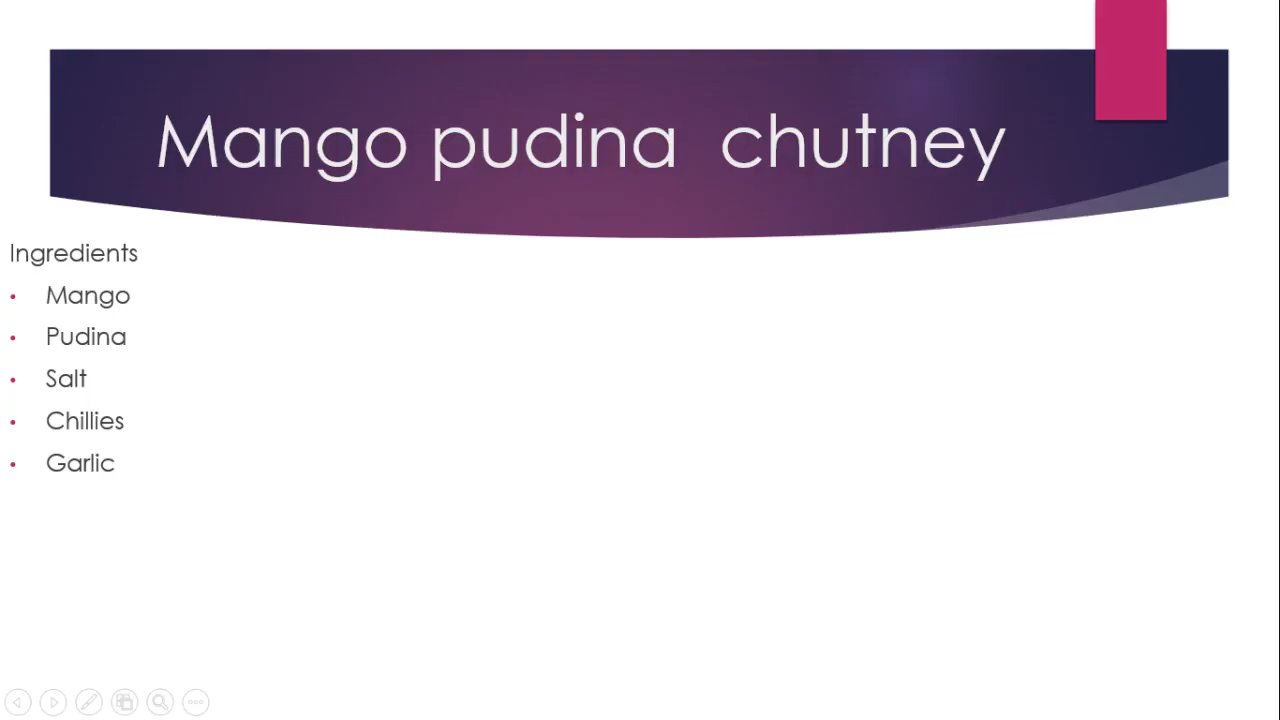 Mango pudina chutney
Ingredients
• Mango
• Pudina
• Salt
• Chillies
• Garlic